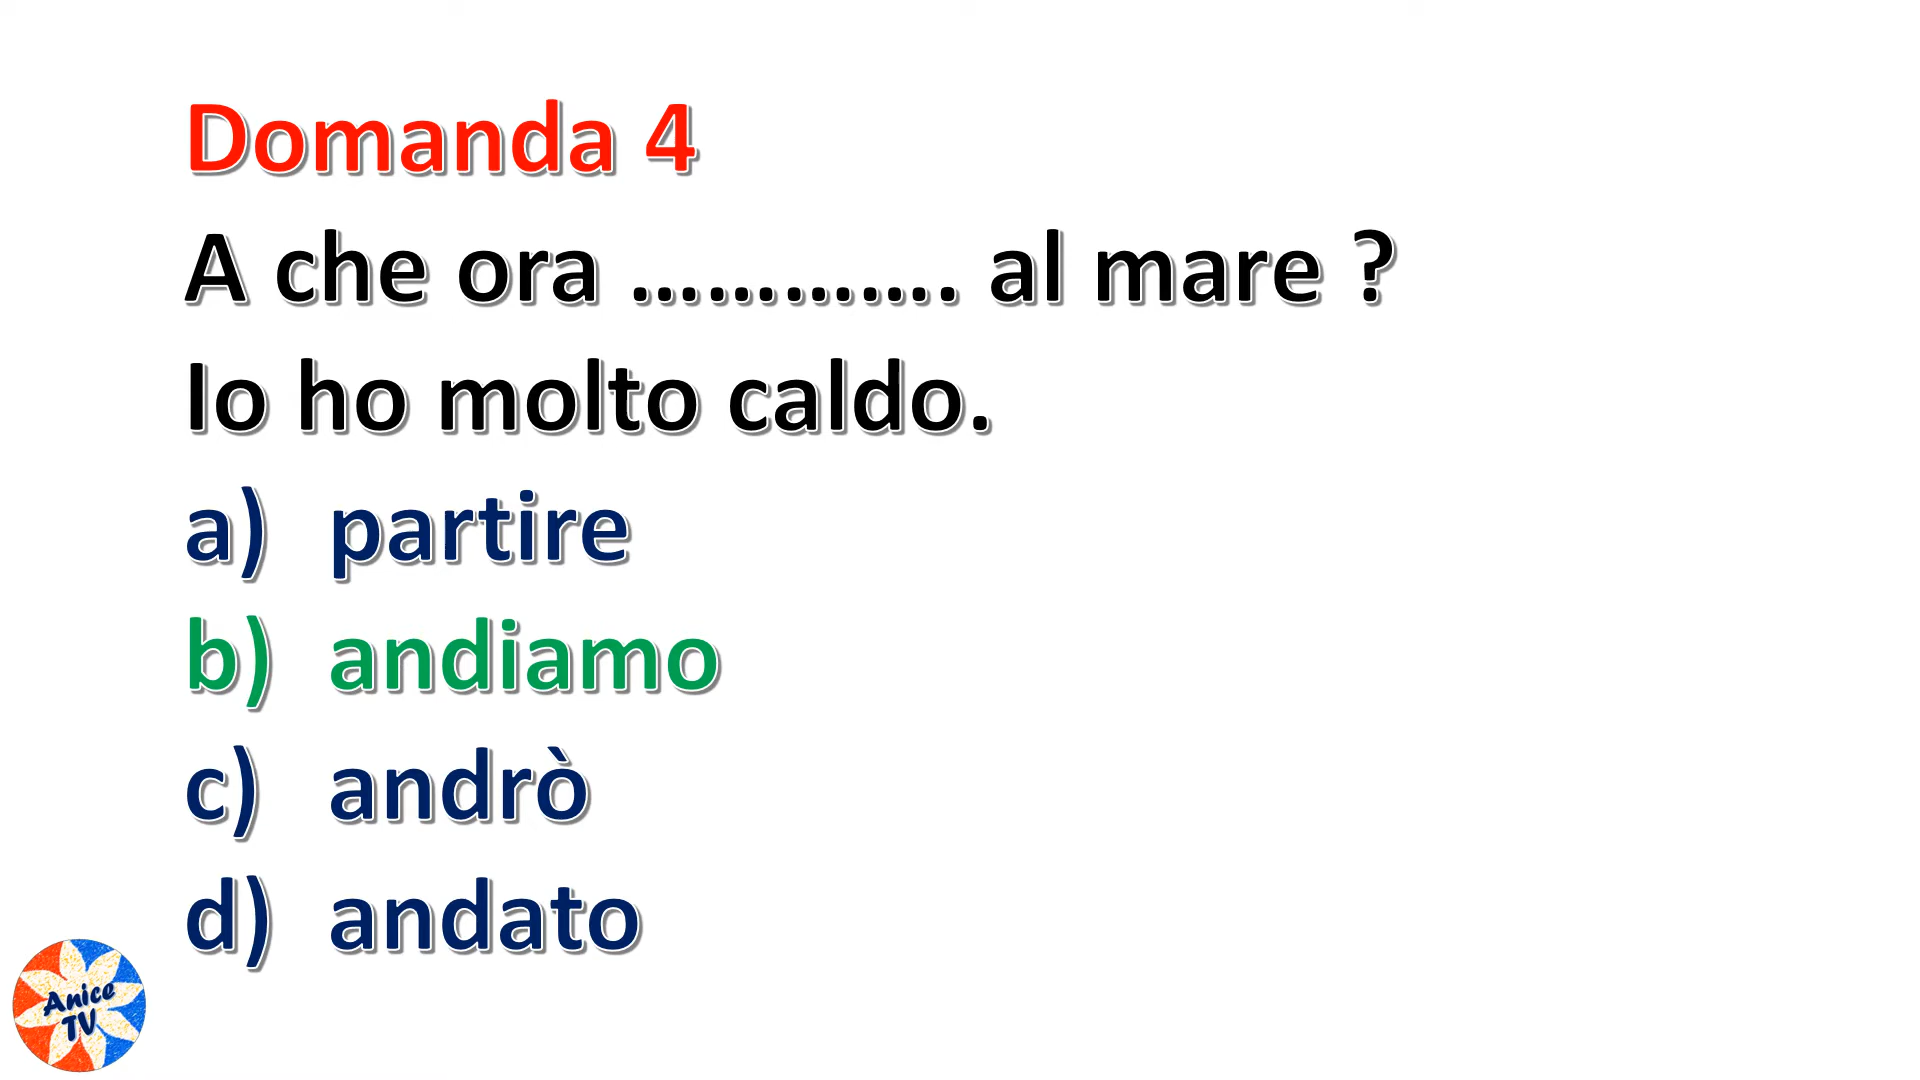 Domanda 4
A che ora …………. al mare ?
Io ho molto caldo.
a) partire
b) andiamo
c) andrò
d) andato
Anice
TV